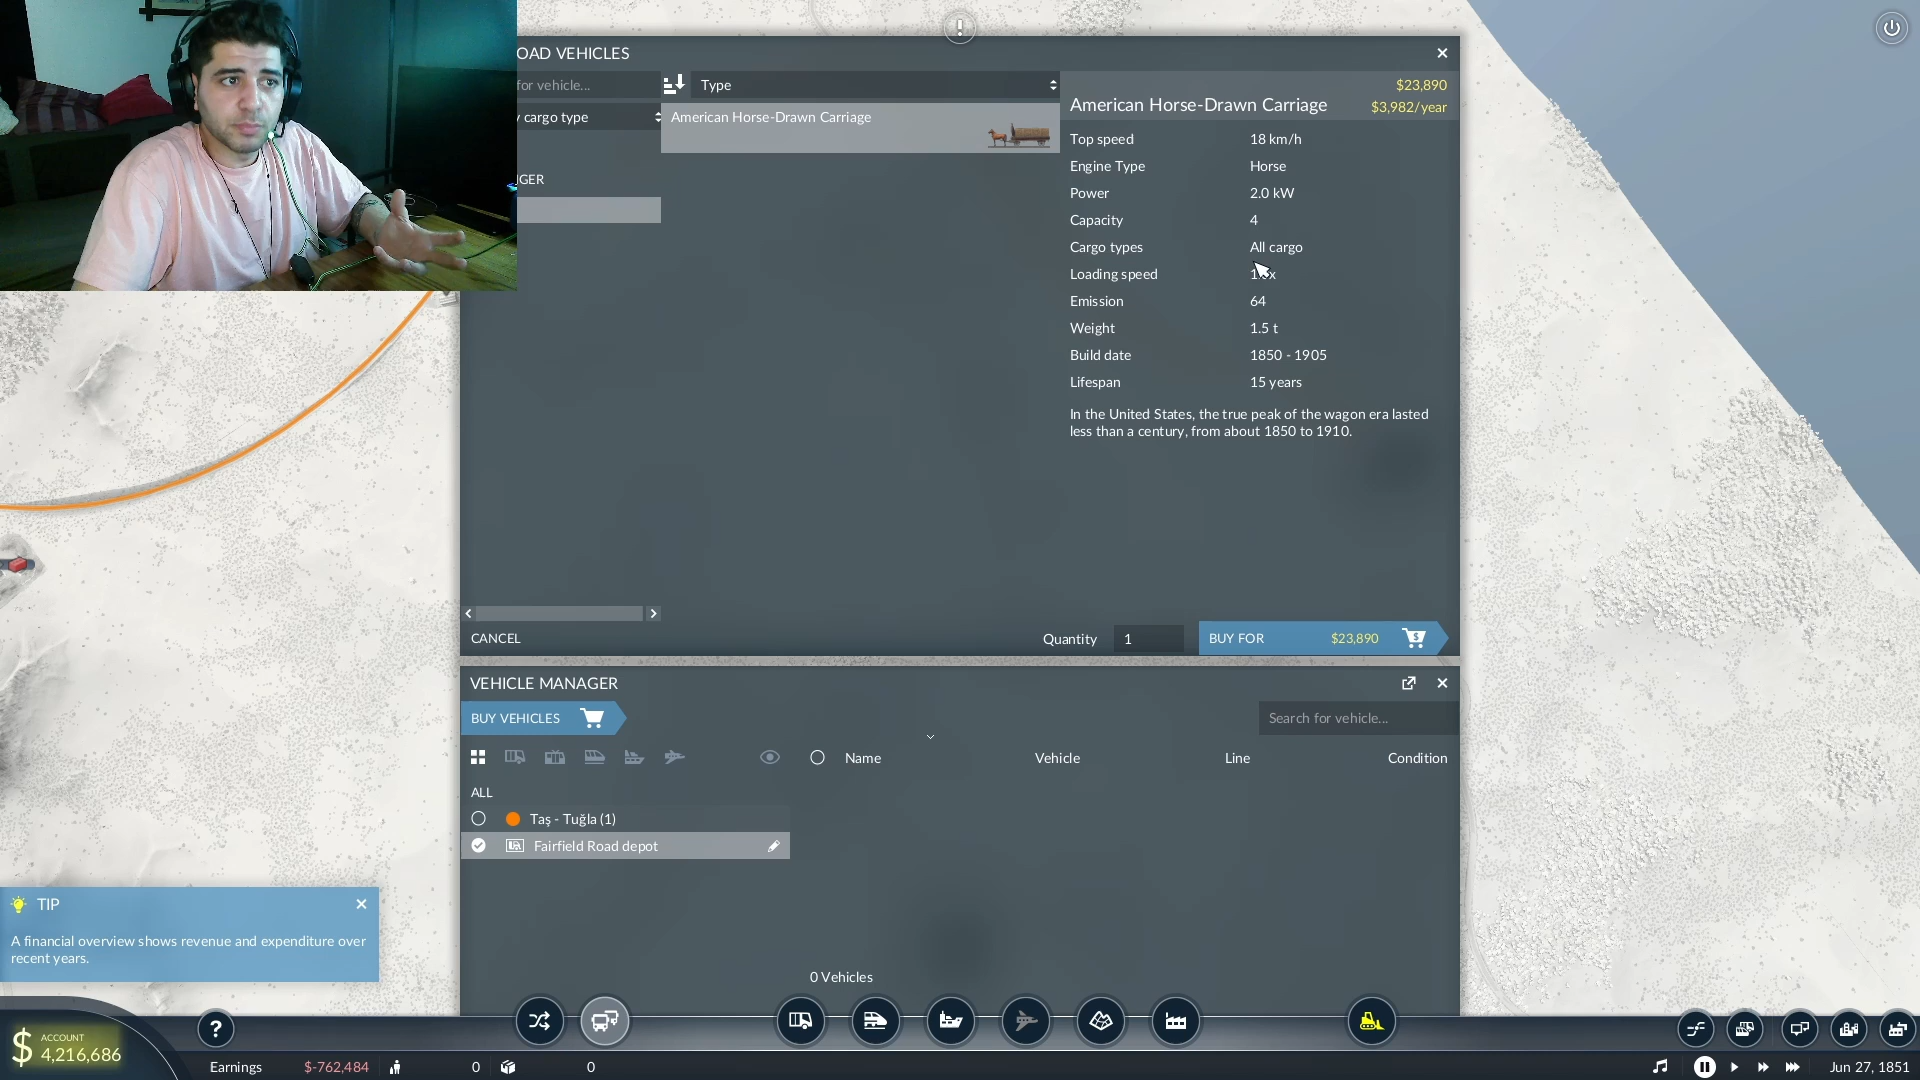 OAD VEHICLES
for vehicle...
Type
y cargo type
GER
American Horse-Drawn Carriage
$23,890
American Horse-Drawn Carriage
$3,982/year
Top speed 18 km/h
Engine Type Horse
Power 2.0 kW
Capacity 4
Cargo types All cargo
Loading speed
Emission 64
Weight 1.5 t
Build date 1850 - 1905
Lifespan 15 years
In the United States, the true peak of the wagon era lasted
less than a century, from about 1850 to 1910.
CANCEL
Quantity 1
BUY FOR $23,890
VEHICLE MANAGER
BUY VEHICLES
Search for vehicle...
Name Vehicle Line Condition
ALL
Taş - Tuğla (1)
Fairfield Road depot
0 Vehicles
TIP
A financial overview shows revenue and expenditure over
recent years.
$ ACCOUNT
4,216,686
?
Earnings $-762,484 0 0
Jun 27, 1851